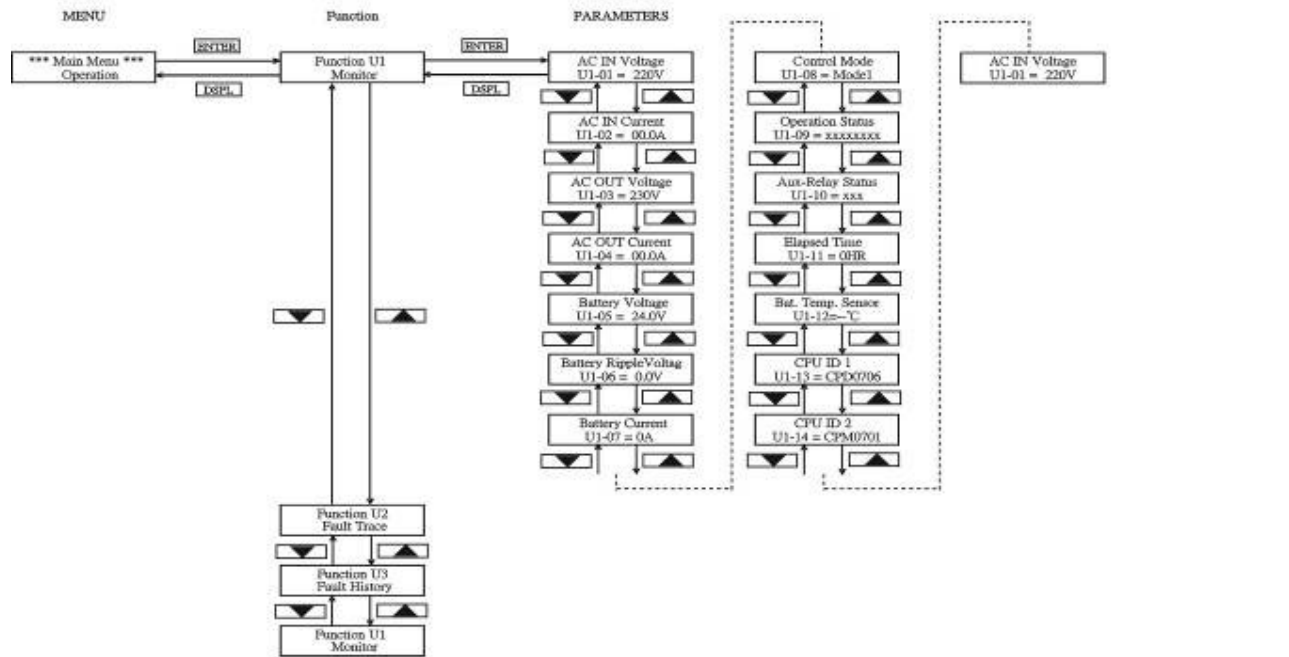 MENU
Function
PARAMETERS
*** Main Menu ***
Operation
ENTER
DSPL
Function U1
Monitor
ENTER
DSPL
AC IN Voltage
U1-01 = 220V
AC IN Current
U1-02 = 00.0A
AC OUT Voltage
U1-03 = 230V
AC OUT Current
U1-04 = 00.0A
Battery Voltage
U1-05 = 24.0V
Battery RippleVoltag
U1-06 = 0.0V
Battery Current
U1-07 = 0A
Control Mode
U1-08 = Mode1
Operation Status
U1-09 = xxxxxxxx
Aux-Relay Status
U1-10 = xxx
Elapsed Time
U1-11 = 0HR
Bat. Temp. Sensor
U1-12=--°C
CPU ID 1
U1-13 = CPD0706
CPU ID 2
U1-14 = CPM0701
AC IN Voltage
U1-01 = 220V
Function U2
Fault Trace
Function U3
Fault History
Function U1
Monitor